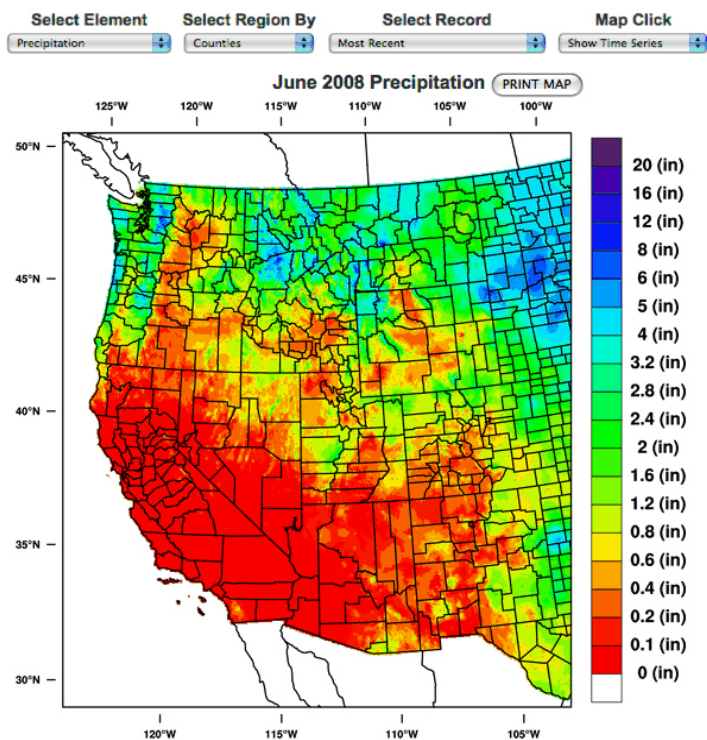 Select Element Select Region By Select Record Map Click
Precipitation Counties Most Recent Show Time Series
June 2008 Precipitation PRINT MAP
125°W 120°W 115°W 110°W 105°W 100°W
50°N
45°N
40°N
35°N
30°N
120°W 115°W 110°W 105°W
20 (in)
16 (in)
12 (in)
8 (in)
6 (in)
5 (in)
4 (in)
3.2 (in)
2.8 (in)
2.4 (in)
2 (in)
1.6 (in)
1.2 (in)
0.8 (in)
0.6 (in)
0.4 (in)
0.2 (in)
0.1 (in)
0 (in)